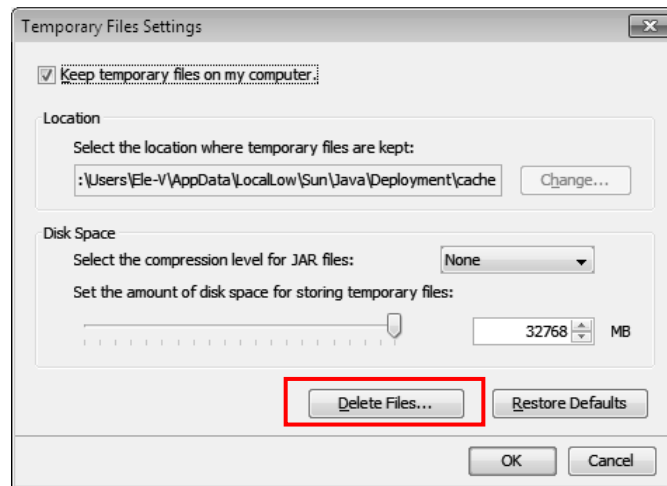 Temporary Files Settings
Keep temporary files on my computer.
Location
Select the location where temporary files are kept:
:\Users\Ele-V\AppData\LocalLow\Sun\Java\Deployment\cache
Change...
Disk Space
Select the compression level for JAR files:
None
Set the amount of disk space for storing temporary files:
32768
MB
Delete Files...
Restore Defaults
OK
Cancel